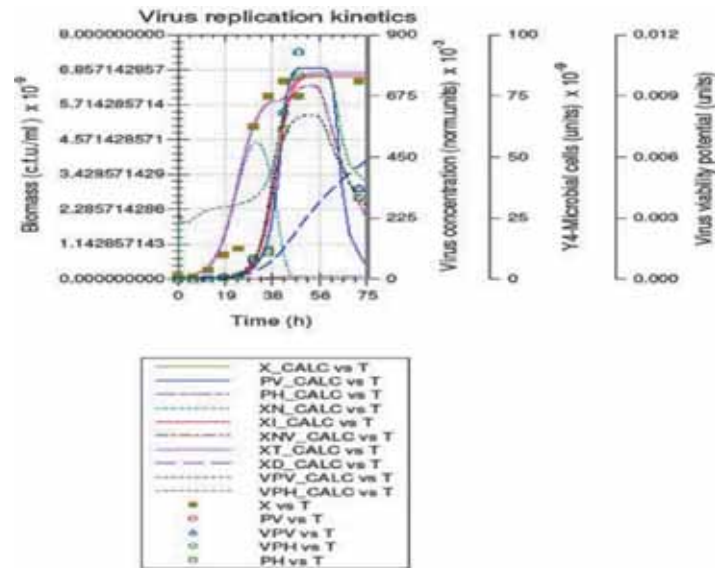 Virus replication kinetics
8.000000000
6.857142857
5.714285714
4.571428571
3.429571429
2.285714286
1.142857143
0.000000000
Biomass (c.f.u/ml) x 10⁻⁹
0 19 38 56 75
Time (h)
900
675
450
225
0
Virus concentration (norm.units) x 10⁻³
100
75
50
25
0
Y4-Microbial cells (units) x 10⁻⁹
0.012
0.009
0.006
0.003
0.000
Virus viability potential (units)
X_CALC vs T
PV_CALC vs T
PH_CALC vs T
XN_CALC vs T
XI_CALC vs T
XNV_CALC vs T
XT_CALC vs T
XD_CALC vs T
VPV_CALC vs T
VPH_CALC vs T
X vs T
PV vs T
VPV vs T
VPH vs T
PH vs T